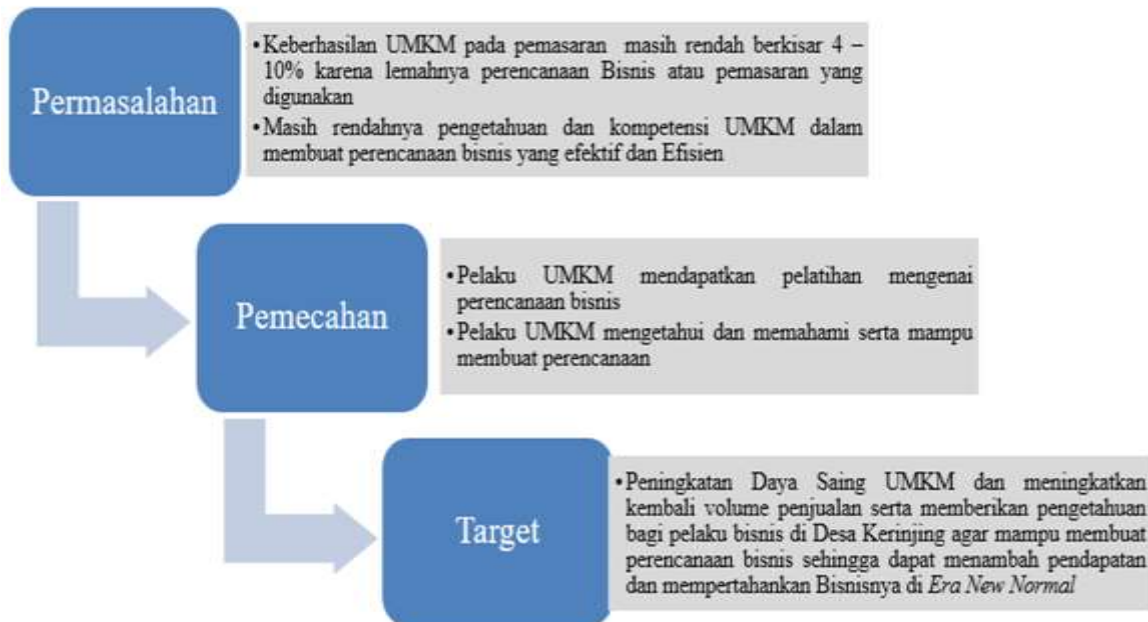 Permasalahan
•Keberhasilan UMKM pada pemasaran masih rendah berkisar 4 –
10% karena lemahnya perencanaan Bisnis atau pemasaran yang
digunakan
•Masih rendahnya pengetahuan dan kompetensi UMKM dalam
membuat perencanaan bisnis yang efektif dan Efisien
Pemecahan
•Pelaku UMKM mendapatkan pelatihan mengenai
perencanaan bisnis
•Pelaku UMKM mengetahui dan memahami serta mampu
membuat perencanaan
Target
•Peningkatan Daya Saing UMKM dan meningkatkan
kembali volume penjualan serta memberikan pengetahuan
bagi pelaku bisnis di Desa Kerinjing agar mampu membuat
perencanaan bisnis sehingga dapat menambah pendapatan
dan mempertahankan Bisnisnya di Era New Normal